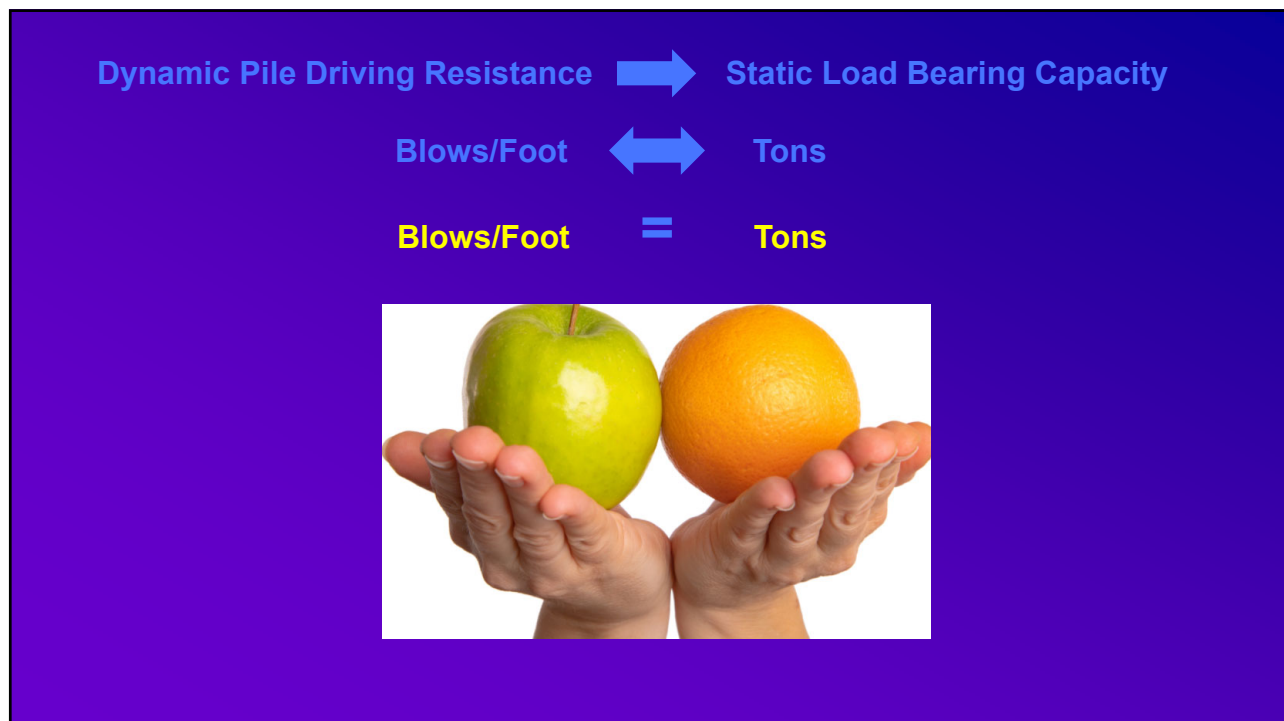 Dynamic Pile Driving Resistance Static Load Bearing Capacity
Blows/Foot Tons
Blows/Foot = Tons